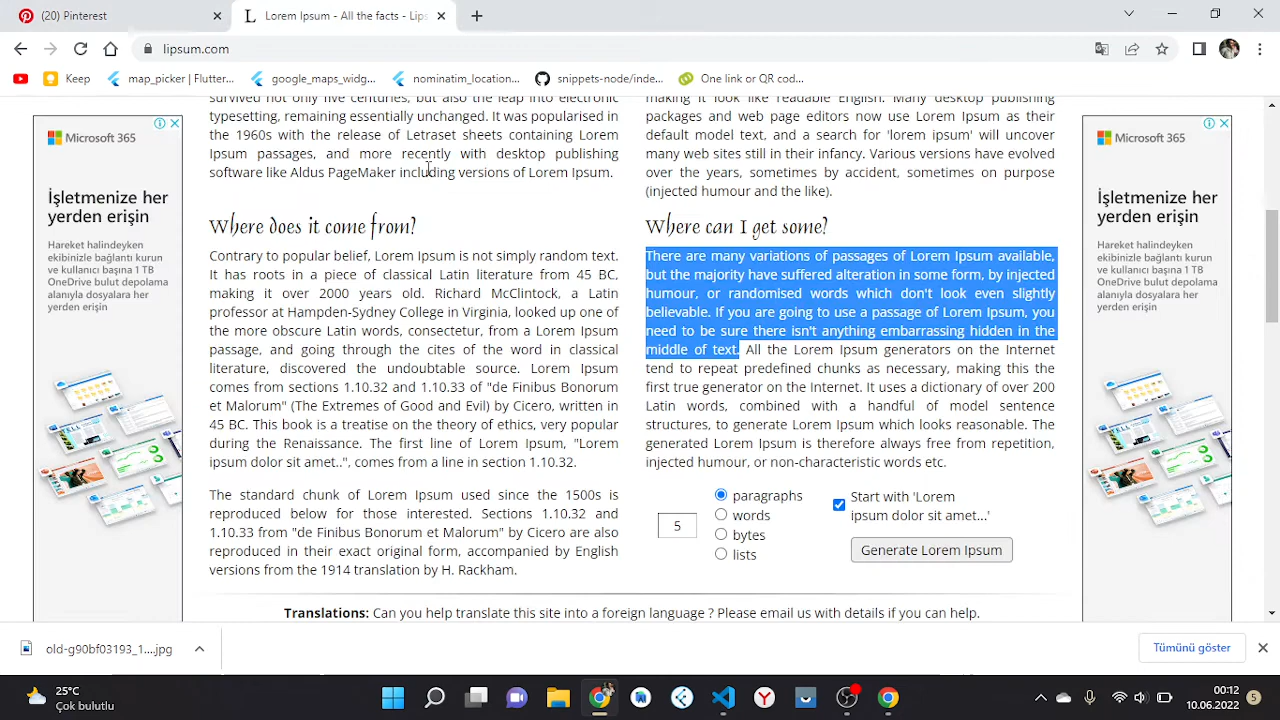 (20) Pinterest
Lorem Ipsum - All the facts - Lips
lipsum.com
Keep
map_picker | Flutter...
google_maps_widg...
nominatim_location...
snippets-node/inde...
One link or QR cod...
survived not only five centuries, but also the leap into electronic
typesetting, remaining essentially unchanged. It was popularised in
the 1960s with the release of Letraset sheets containing Lorem
Ipsum passages, and more recently with desktop publishing
software like Aldus PageMaker including versions of Lorem Ipsum.
making it look like readable English. Many desktop publishing
packages and web page editors now use Lorem Ipsum as their
default model text, and a search for 'lorem ipsum' will uncover
many web sites still in their infancy. Various versions have evolved
over the years, sometimes by accident, sometimes on purpose
(injected humour and the like).
Microsoft 365
İşletmenize her
yerden erişin
Hareket halindeyken
ekibinizle bağlantı kurun
ve kullanıcı başına 1 TB
OneDrive bulut depolama
alanıyla dosyalara her
yerden erişin
Where does it come from?
Contrary to popular belief, Lorem Ipsum is not simply random text.
It has roots in a piece of classical Latin literature from 45 BC,
making it over 2000 years old. Richard McClintock, a Latin
professor at Hampden-Sydney College in Virginia, looked up one of
the more obscure Latin words, consectetur, from a Lorem Ipsum
passage, and going through the cites of the word in classical
literature, discovered the undoubtable source. Lorem Ipsum
comes from sections 1.10.32 and 1.10.33 of "de Finibus Bonorum
et Malorum" (The Extremes of Good and Evil) by Cicero, written in
45 BC. This book is a treatise on the theory of ethics, very popular
during the Renaissance. The first line of Lorem Ipsum, "Lorem
ipsum dolor sit amet..", comes from a line in section 1.10.32.
The standard chunk of Lorem Ipsum used since the 1500s is
reproduced below for those interested. Sections 1.10.32 and
1.10.33 from "de Finibus Bonorum et Malorum" by Cicero are also
reproduced in their exact original form, accompanied by English
versions from the 1914 translation by H. Rackham.
Where can I get some?
There are many variations of passages of Lorem Ipsum available,
but the majority have suffered alteration in some form, by injected
humour, or randomised words which don't look even slightly
believable. If you are going to use a passage of Lorem Ipsum, you
need to be sure there isn't anything embarrassing hidden in the
middle of text. All the Lorem Ipsum generators on the Internet
tend to repeat predefined chunks as necessary, making this the
first true generator on the Internet. It uses a dictionary of over 200
Latin words, combined with a handful of model sentence
structures, to generate Lorem Ipsum which looks reasonable. The
generated Lorem Ipsum is therefore always free from repetition,
injected humour, or non-characteristic words etc.
5
paragraphs
words
bytes
lists
Start with 'Lorem
ipsum dolor sit amet...'
Generate Lorem Ipsum
Microsoft 365
İşletmenize her
yerden erişin
Hareket halindeyken
ekibinizle bağlantı kurun
ve kullanıcı başına 1 TB
OneDrive bulut depolama
alanıyla dosyalara her
yerden erişin
Translations: Can you help translate this site into a foreign language ? Please email us with details if you can help.
old-g90bf03193_1....jpg
Tümünü göster
25°C
Çok bulutlu
00:12
10.06.2022
5